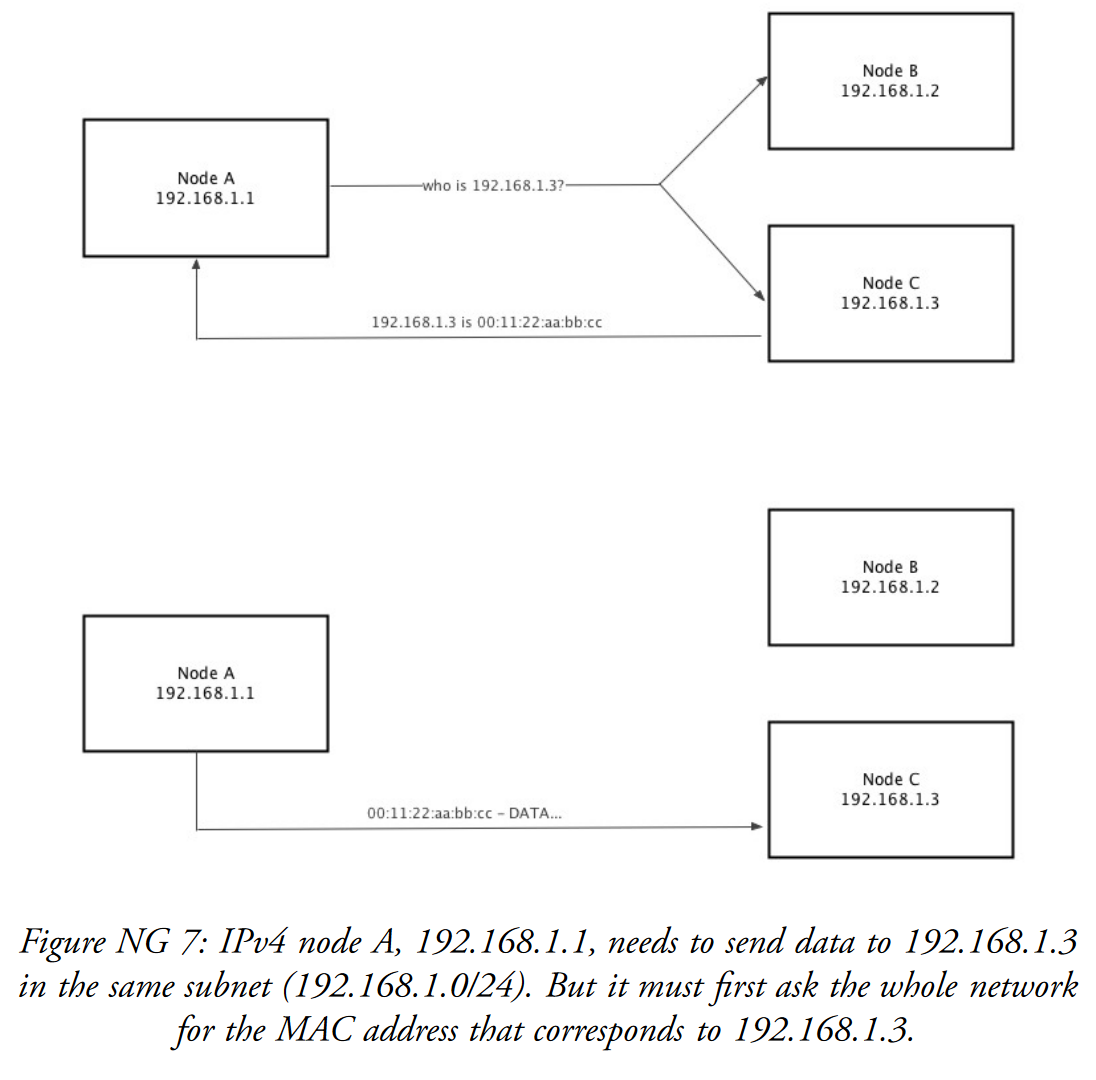 Node B
192.168.1.2
Node A
192.168.1.1
who is 192.168.1.3?
Node C
192.168.1.3
192.168.1.3 is 00:11:22:aa:bb:cc
Node B
192.168.1.2
Node A
192.168.1.1
Node C
192.168.1.3
00:11:22:aa:bb:cc – DATA...
Figure NG 7: IPv4 node A, 192.168.1.1, needs to send data to 192.168.1.3
in the same subnet (192.168.1.0/24). But it must first ask the whole network
for the MAC address that corresponds to 192.168.1.3.